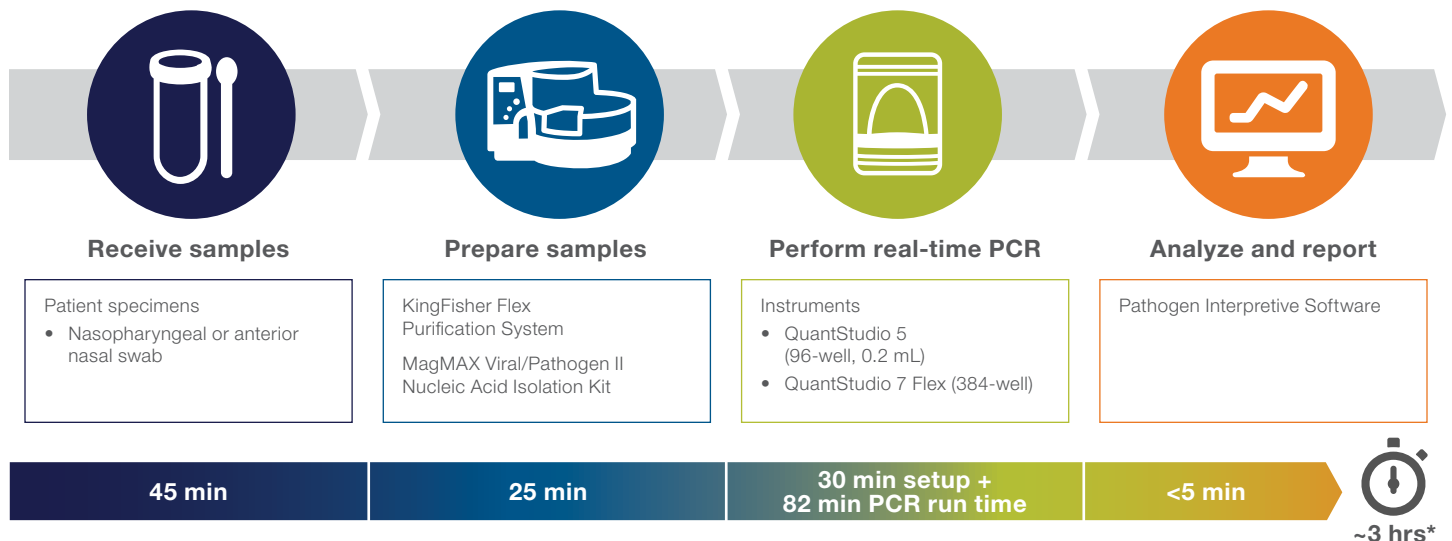 Receive samples
Prepare samples
Perform real-time PCR
Analyze and report
Patient specimens
• Nasopharyngeal or anterior
nasal swab
KingFisher Flex
Purification System
MagMAX Viral/Pathogen II
Nucleic Acid Isolation Kit
Instruments
• QuantStudio 5
(96-well, 0.2 mL)
• QuantStudio 7 Flex (384-well)
Pathogen Interpretive Software
45 min
25 min
30 min setup +
82 min PCR run time
<5 min
~3 hrs*